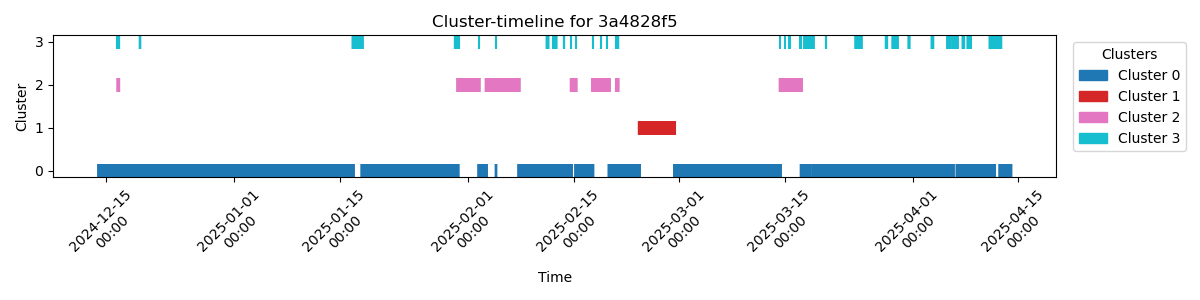 Cluster-timeline for 3a4828f5
Cluster
3
2
1
0
2024-12-15
00:00
2025-01-01
00:00
2025-01-15
00:00
2025-02-01
00:00
2025-02-15
00:00
2025-03-01
00:00
2025-03-15
00:00
2025-04-01
00:00
2025-04-15
00:00
Time
Clusters
Cluster 0
Cluster 1
Cluster 2
Cluster 3